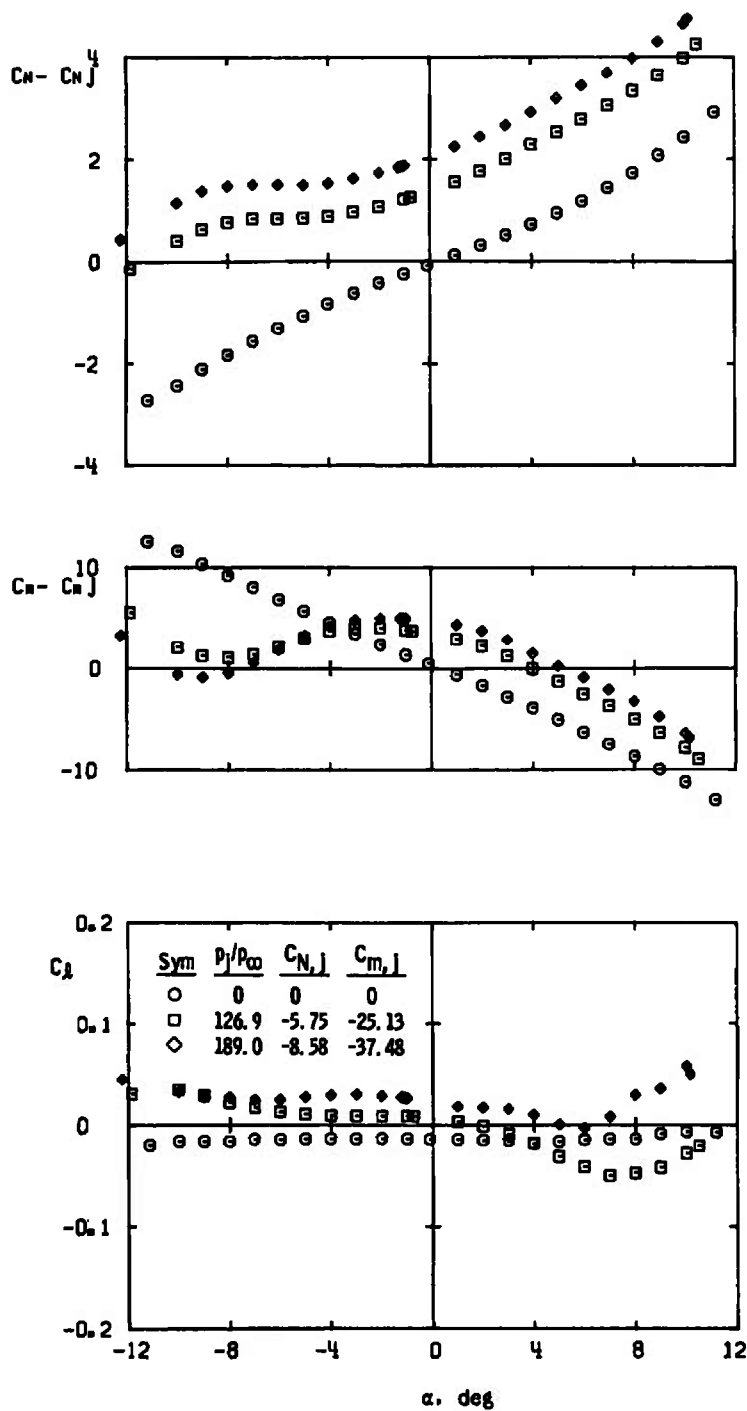 4
CN- CNj
2
0
-2
-4
10
Cm- Cmj
0
-10
0.2
Cℓ
Sym pj/p∞ CN,j Cm,j
○ 0 0 0
□ 126.9 -5.75 -25.13
◇ 189.0 -8.58 -37.48
0.1
0
-0.1
-0.2
-12 -8 -4 0 4 8 12
α, deg